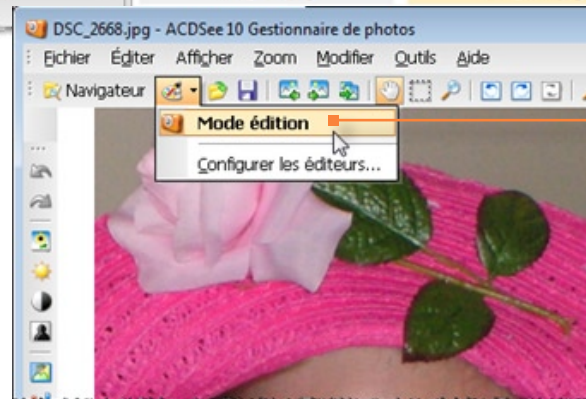 DSC_2668.jpg - ACDSee 10 Gestionnaire de photos
Fichier Éditer Afficher Zoom Modifier Outils Aide
Navigateur
Mode édition
Configurer les éditeurs...